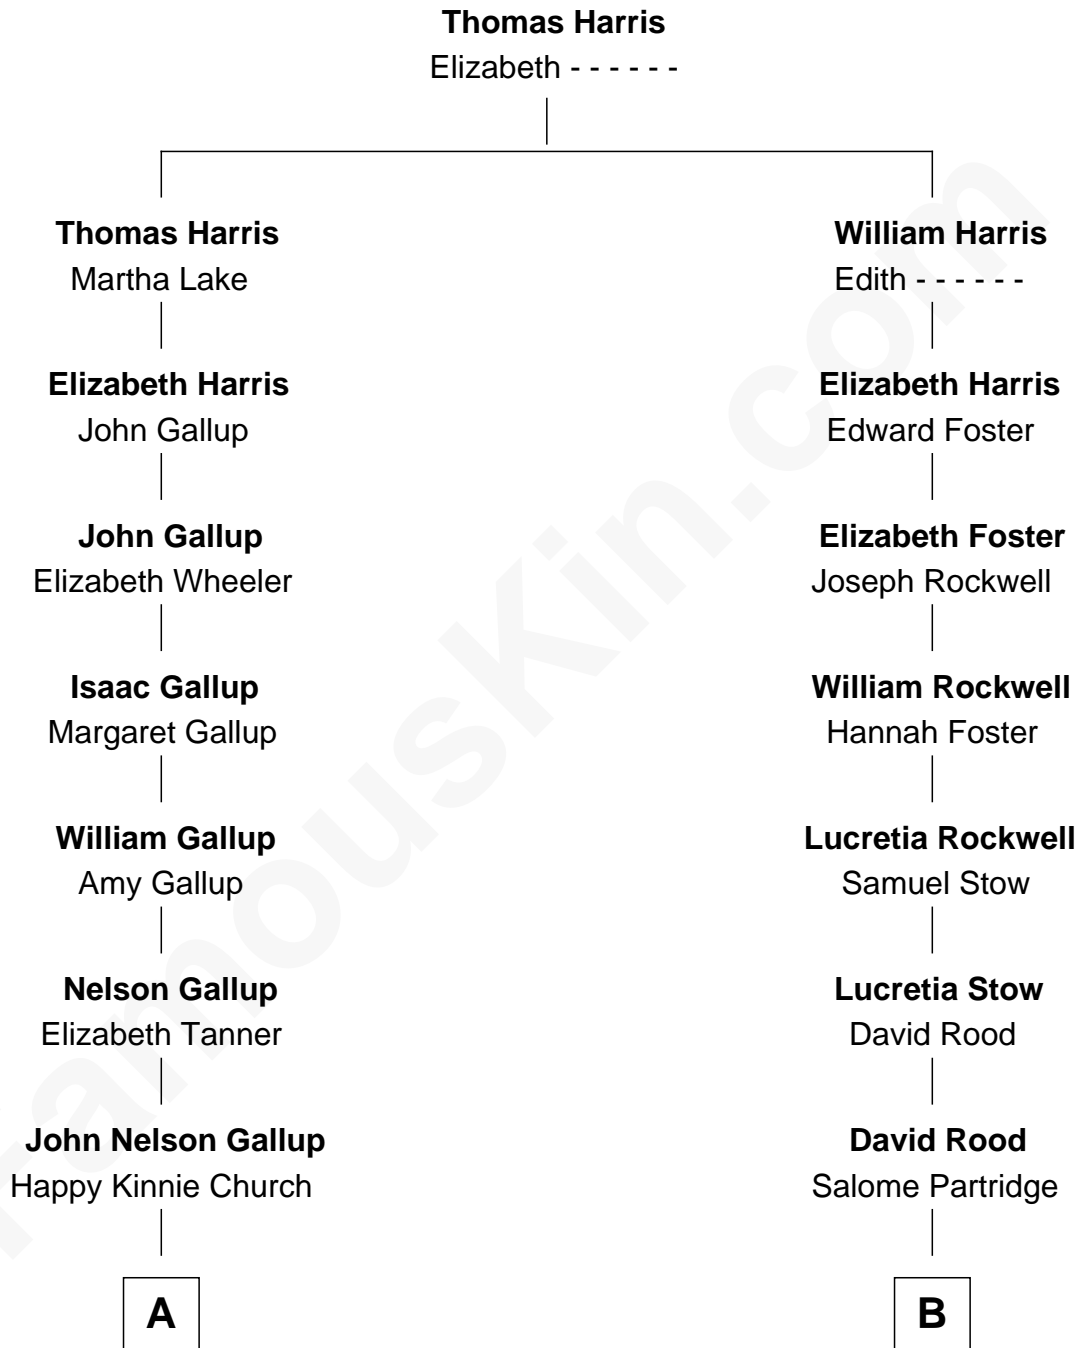 Thomas Harris
Elizabeth - - - - - -
Thomas Harris
Martha Lake
William Harris
Edith - - - - - -
Elizabeth Harris
John Gallup
Elizabeth Harris
Edward Foster
John Gallup
Elizabeth Wheeler
Elizabeth Foster
Joseph Rockwell
Isaac Gallup
Margaret Gallup
William Rockwell
Hannah Foster
William Gallup
Amy Gallup
Lucretia Rockwell
Samuel Stow
Nelson Gallup
Elizabeth Tanner
Lucretia Stow
David Rood
John Nelson Gallup
Happy Kinnie Church
David Rood
Salome Partridge
A
B
FamousKin.com